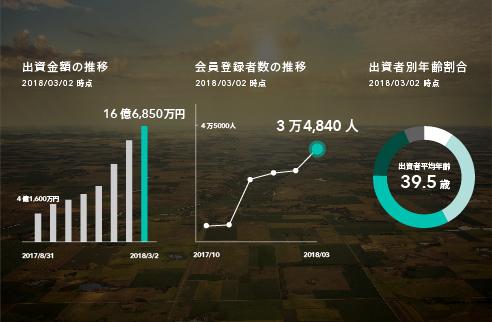 出資金額の推移
2018/03/02 時点
16 億6,850万円
4 億1,600万円
2017/8/31
2018/3/2
会員登録者数の推移
2018/03/02 時点
4 万5000人
3 万 4,840 人
2017/10
2018/03
出資者別年齢割合
2018/03/02 時点
出資者平均年齢
39.5 歳